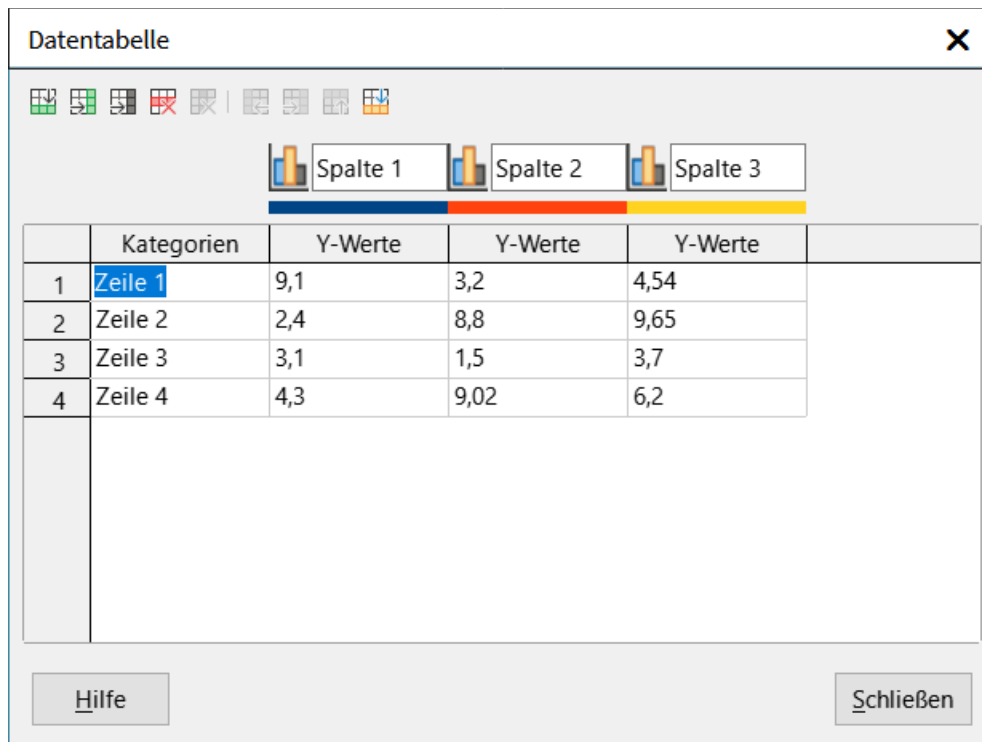 Datentabelle
Spalte 1 Spalte 2 Spalte 3
Kategorien Y-Werte Y-Werte Y-Werte
1 Zeile 1 9,1 3,2 4,54
2 Zeile 2 2,4 8,8 9,65
3 Zeile 3 3,1 1,5 3,7
4 Zeile 4 4,3 9,02 6,2
Hilfe Schließen